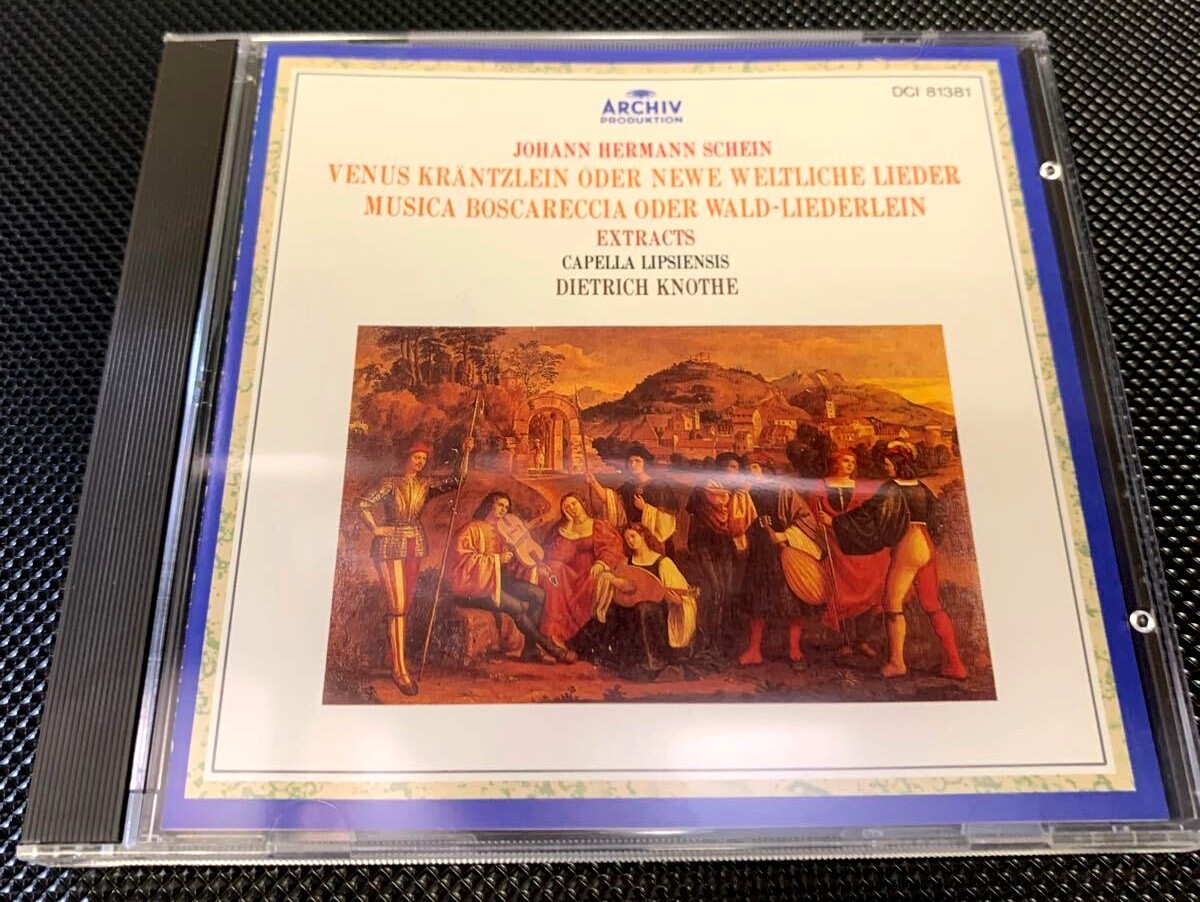 ARCHIV
PRODUKTION
DCI 81381
JOHANN HERMANN SCHEIN
VENUS KRÄNTZLEIN ODER NEWE WELTLICHE LIEDER
MUSICA BOSCARECCIA ODER WALD-LIEDERLEIN
EXTRACTS
CAPELLA LIPSIENSIS
DIETRICH KNOTHE